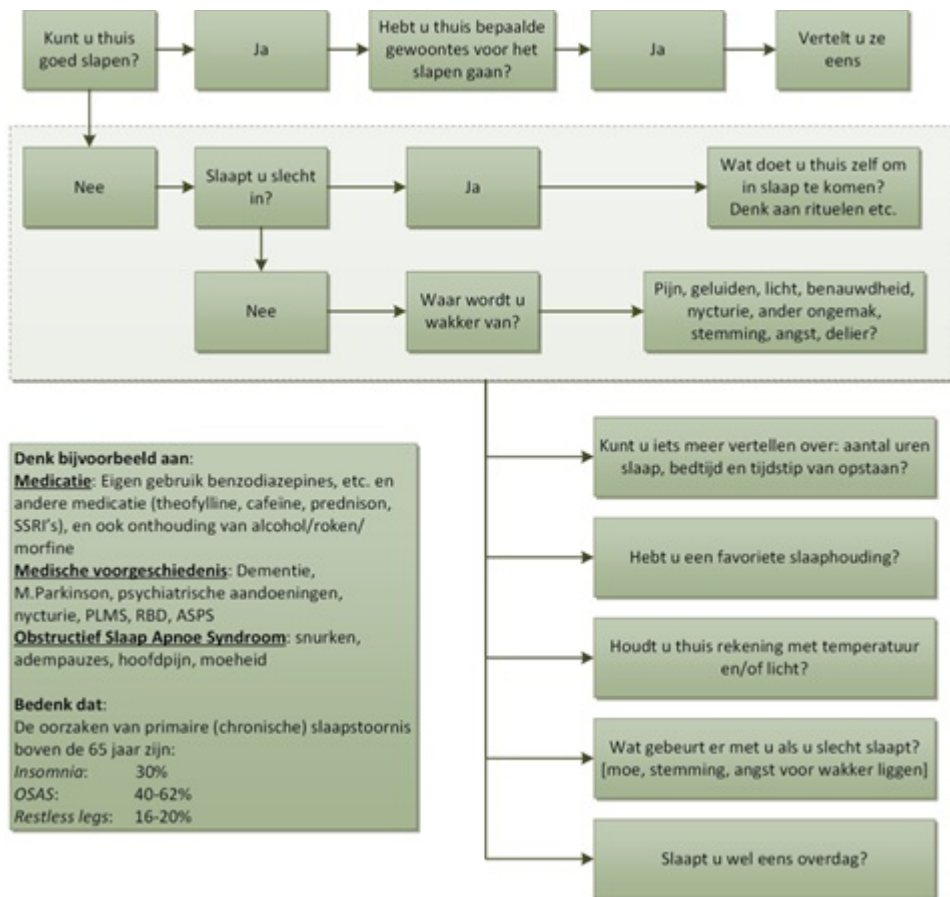 Kunt u thuis
goed slapen?
Ja
Hebt u thuis bepaalde
gewoontes voor het
slapen gaan?
Ja
Vertelt u ze
eens
Nee
Slaapt u slecht
in?
Ja
Wat doet u thuis zelf om
in slaap te komen?
Denk aan rituelen etc.
Nee
Waar wordt u
wakker van?
Pijn, geluiden, licht, benauwdheid,
nycturie, ander ongemak,
stemming, angst, delier?
Kunt u iets meer vertellen over: aantal uren
slaap, bedtijd en tijdstip van opstaan?
Hebt u een favoriete slaaphouding?
Houdt u thuis rekening met temperatuur
en/of licht?
Wat gebeurt er met u als u slecht slaapt?
[moe, stemming, angst voor wakker liggen]
Slaapt u wel eens overdag?
Denk bijvoorbeeld aan:
Medicatie: Eigen gebruik benzodiazepines, etc. en
andere medicatie (theofylline, cafeïne, prednison,
SSRI's), en ook onthouding van alcohol/roken/
morfine
Medische voorgeschiedenis: Dementie,
M.Parkinson, psychiatrische aandoeningen,
nycturie, PLMS, RBD, ASPS
Obstructief Slaap Apnoe Syndroom: snurken,
adempauzes, hoofdpijn, moeheid
Bedenk dat:
De oorzaken van primaire (chronische) slaapstoornis
boven de 65 jaar zijn:
Insomnia: 30%
OSAS: 40-62%
Restless legs: 16-20%